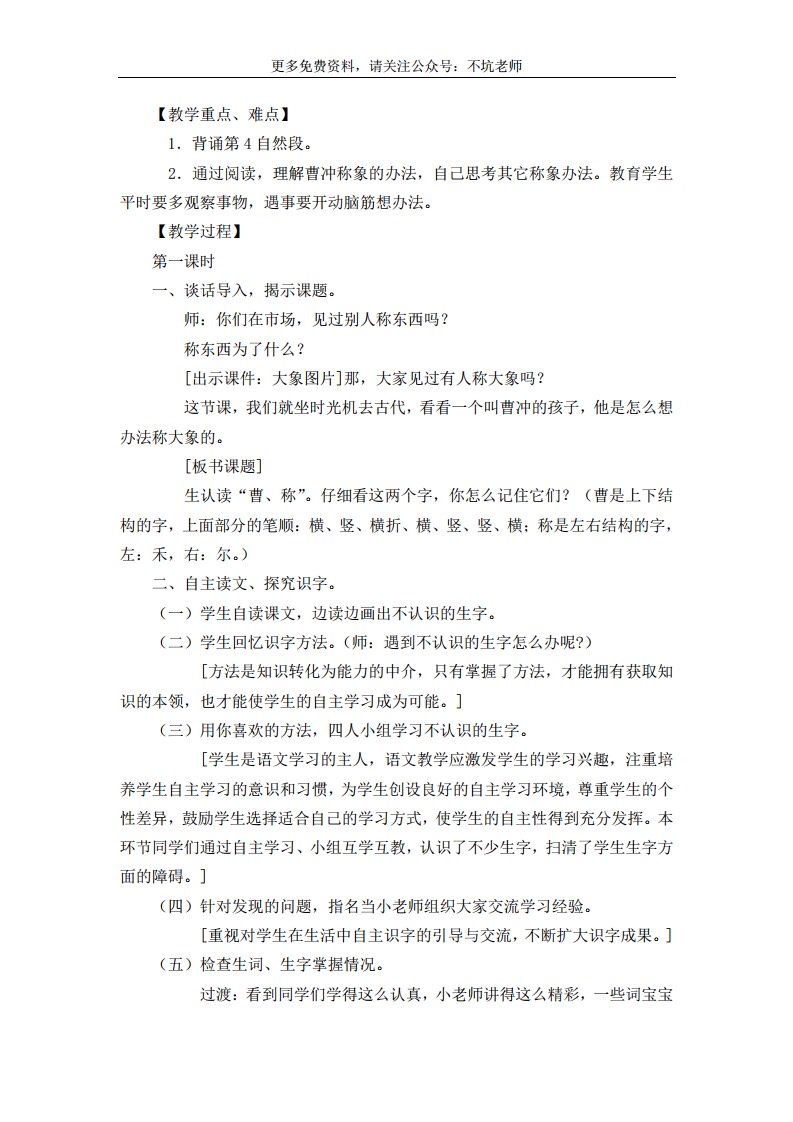 更多免费资料，请关注公众号：不坑老师
【教学重点、难点】
1．背诵第 4 自然段。
2．通过阅读，理解曹冲称象的办法，自己思考其它称象办法。教育学生
平时要多观察事物，遇事要开动脑筋想办法。
【教学过程】
第一课时
一、谈话导入，揭示课题。
师：你们在市场，见过别人称东西吗？
称东西为了什么？
[出示课件：大象图片]那，大家见过有人称大象吗？
这节课，我们就坐时光机去古代，看看一个叫曹冲的孩子，他是怎么想
办法称大象的。
[板书课题]
生认读“曹、称”。仔细看这两个字，你怎么记住它们？（曹是上下结
构的字，上面部分的笔顺：横、竖、横折、横、竖、竖、横；称是左右结构的字，
左：禾，右：尔。）
二、自主读文、探究识字。
（一）学生自读课文，边读边画出不认识的生字。
（二）学生回忆识字方法。（师：遇到不认识的生字怎么办呢?）
[方法是知识转化为能力的中介，只有掌握了方法，才能拥有获取知
识的本领，也才能使学生的自主学习成为可能。]
（三）用你喜欢的方法，四人小组学习不认识的生字。
[学生是语文学习的主人，语文教学应激发学生的学习兴趣，注重培
养学生自主学习的意识和习惯，为学生创设良好的自主学习环境，尊重学生的个
性差异，鼓励学生选择适合自己的学习方式，使学生的自主性得到充分发挥。本
环节同学们通过自主学习、小组互学互教，认识了不少生字，扫清了学生生字方
面的障碍。]
（四）针对发现的问题，指名当小老师组织大家交流学习经验。
[重视对学生在生活中自主识字的引导与交流，不断扩大识字成果。]
（五）检查生词、生字掌握情况。
过渡：看到同学们学得这么认真，小老师讲得这么精彩，一些词宝宝